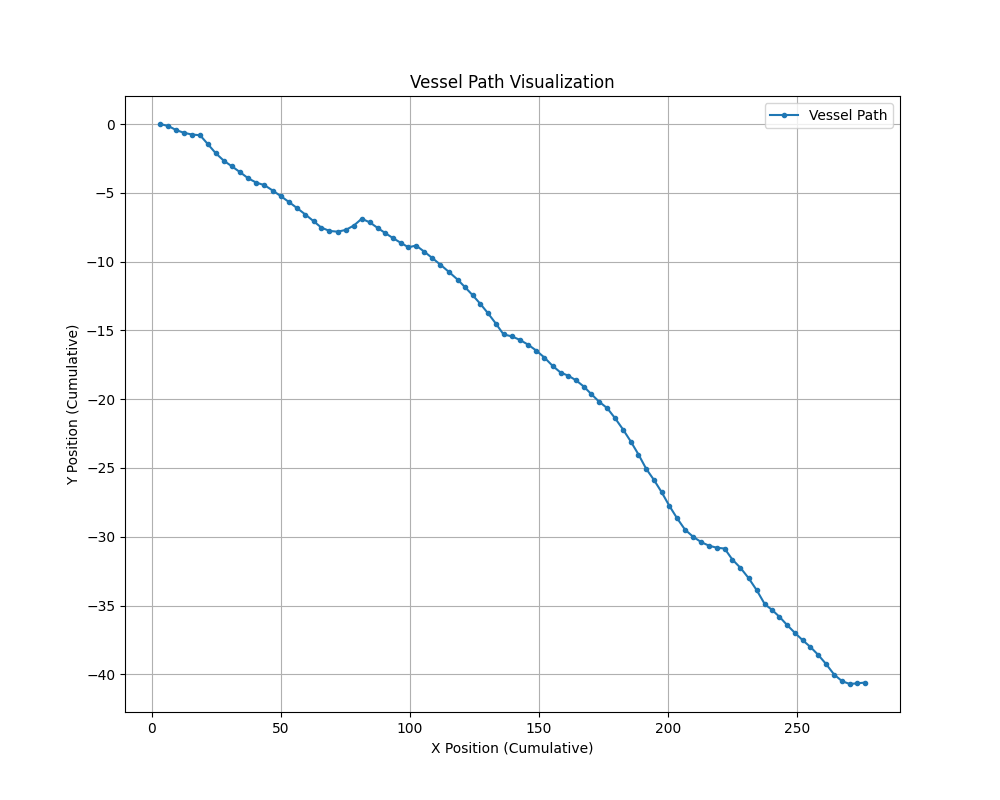 Vessel Path Visualization
Vessel Path
0
−5
−10
−15
−20
−25
−30
−35
−40
Y Position (Cumulative)
0 50 100 150 200 250
X Position (Cumulative)